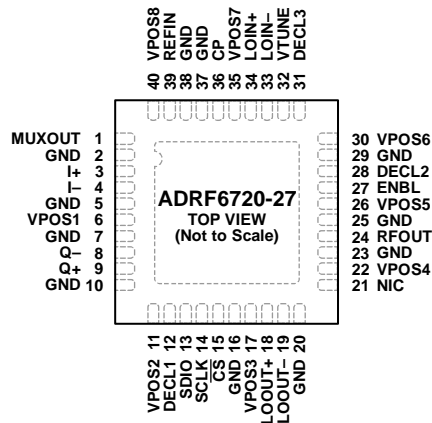 40 VPOS8
39 REFIN
38 GND
37 GND
36 CP
35 VPOS7
34 LOIN+
33 LOIN–
32 VTUNE
31 DECL3
MUXOUT 1
GND 2
I+ 3
I– 4
GND 5
VPOS1 6
GND 7
Q– 8
Q+ 9
GND 10
ADRF6720-27
TOP VIEW
(Not to Scale)
30 VPOS6
29 GND
28 DECL2
27 ENBL
26 VPOS5
25 GND
24 RFOUT
23 GND
22 VPOS4
21 NIC
VPOS2 11
DECL1 12
SDIO 13
SCLK 14
CS 15
GND 16
VPOS3 17
LOOUT+ 18
LOOUT– 19
GND 20